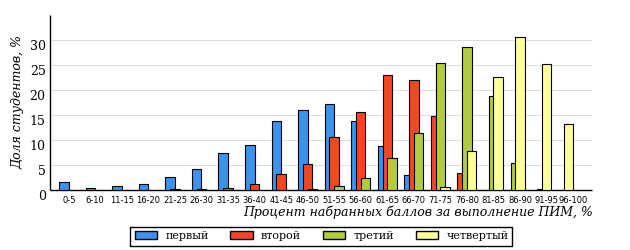 Доля студентов, %
30
25
20
15
10
5
0
0-5 6-10 11-15 16-20 21-25 26-30 31-35 36-40 41-45 46-50 51-55 56-60 61-65 66-70 71-75 76-80 81-85 86-90 91-95 96-100
Процент набранных баллов за выполнение ПИМ, %
первый второй третий четвертый